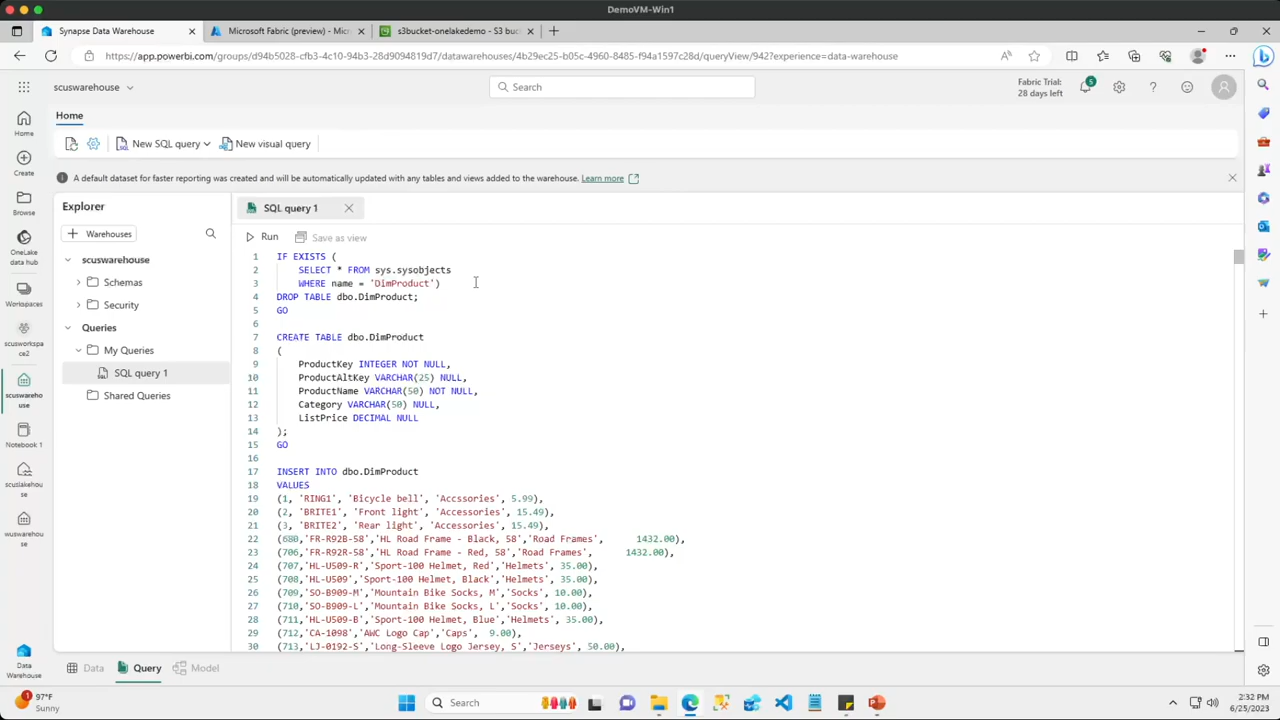 DemoVM-Win1
Synapse Data Warehouse
Microsoft Fabric (preview) - Micr
s3bucket-onelakedemo - S3 buc
https://app.powerbi.com/groups/d94b5028-cfb3-4c10-94b3-28d9094819d7/datawarehouses/4b29ec25-b05c-4960-8485-f94a1597c28d/queryView/942?experience=data-warehouse
scuswarehouse
Search
Fabric Trial:
28 days left
5
Home
New SQL query
New visual query
A default dataset for faster reporting was created and will be automatically updated with any tables and views added to the warehouse. Learn more
Home
Create
Browse
OneLake
data hub
Workspaces
scusworkspa
ce2
scuswareho
use
Notebook 1
scuslakehou
se
wuswarehou
se
Data
Warehouse
Explorer
+ Warehouses
scuswarehouse
Schemas
Security
Queries
My Queries
SQL query 1
Shared Queries
SQL query 1
Run
Save as view
1 IF EXISTS (
2 SELECT * FROM sys.sysobjects
3 WHERE name = 'DimProduct')
4 DROP TABLE dbo.DimProduct;
5 GO
6
7 CREATE TABLE dbo.DimProduct
8 (
9 ProductKey INTEGER NOT NULL,
10 ProductAltKey VARCHAR(25) NULL,
11 ProductName VARCHAR(50) NOT NULL,
12 Category VARCHAR(50) NULL,
13 ListPrice DECIMAL NULL
14 );
15 GO
16
17 INSERT INTO dbo.DimProduct
18 VALUES
19 (1, 'RING1', 'Bicycle bell', 'Accssories', 5.99),
20 (2, 'BRITE1', 'Front light', 'Accessories', 15.49),
21 (3, 'BRITE2', 'Rear light', 'Accessories', 15.49),
22 (680,'FR-R92B-58','HL Road Frame - Black, 58','Road Frames', 1432.00),
23 (706,'FR-R92R-58','HL Road Frame - Red, 58','Road Frames', 1432.00),
24 (707,'HL-U509-R','Sport-100 Helmet, Red','Helmets', 35.00),
25 (708,'HL-U509','Sport-100 Helmet, Black','Helmets', 35.00),
26 (709,'SO-B909-M','Mountain Bike Socks, M','Socks', 10.00),
27 (710,'SO-B909-L','Mountain Bike Socks, L','Socks', 10.00),
28 (711,'HL-U509-B','Sport-100 Helmet, Blue','Helmets', 35.00),
29 (712,'CA-1098','AWC Logo Cap','Caps', 9.00),
30 (713,'LJ-0192-S','Long-Sleeve Logo Jersey, S','Jerseys', 50.00),
Data
Query
Model
1
97°F
Sunny
Search
2:32 PM
6/25/2023